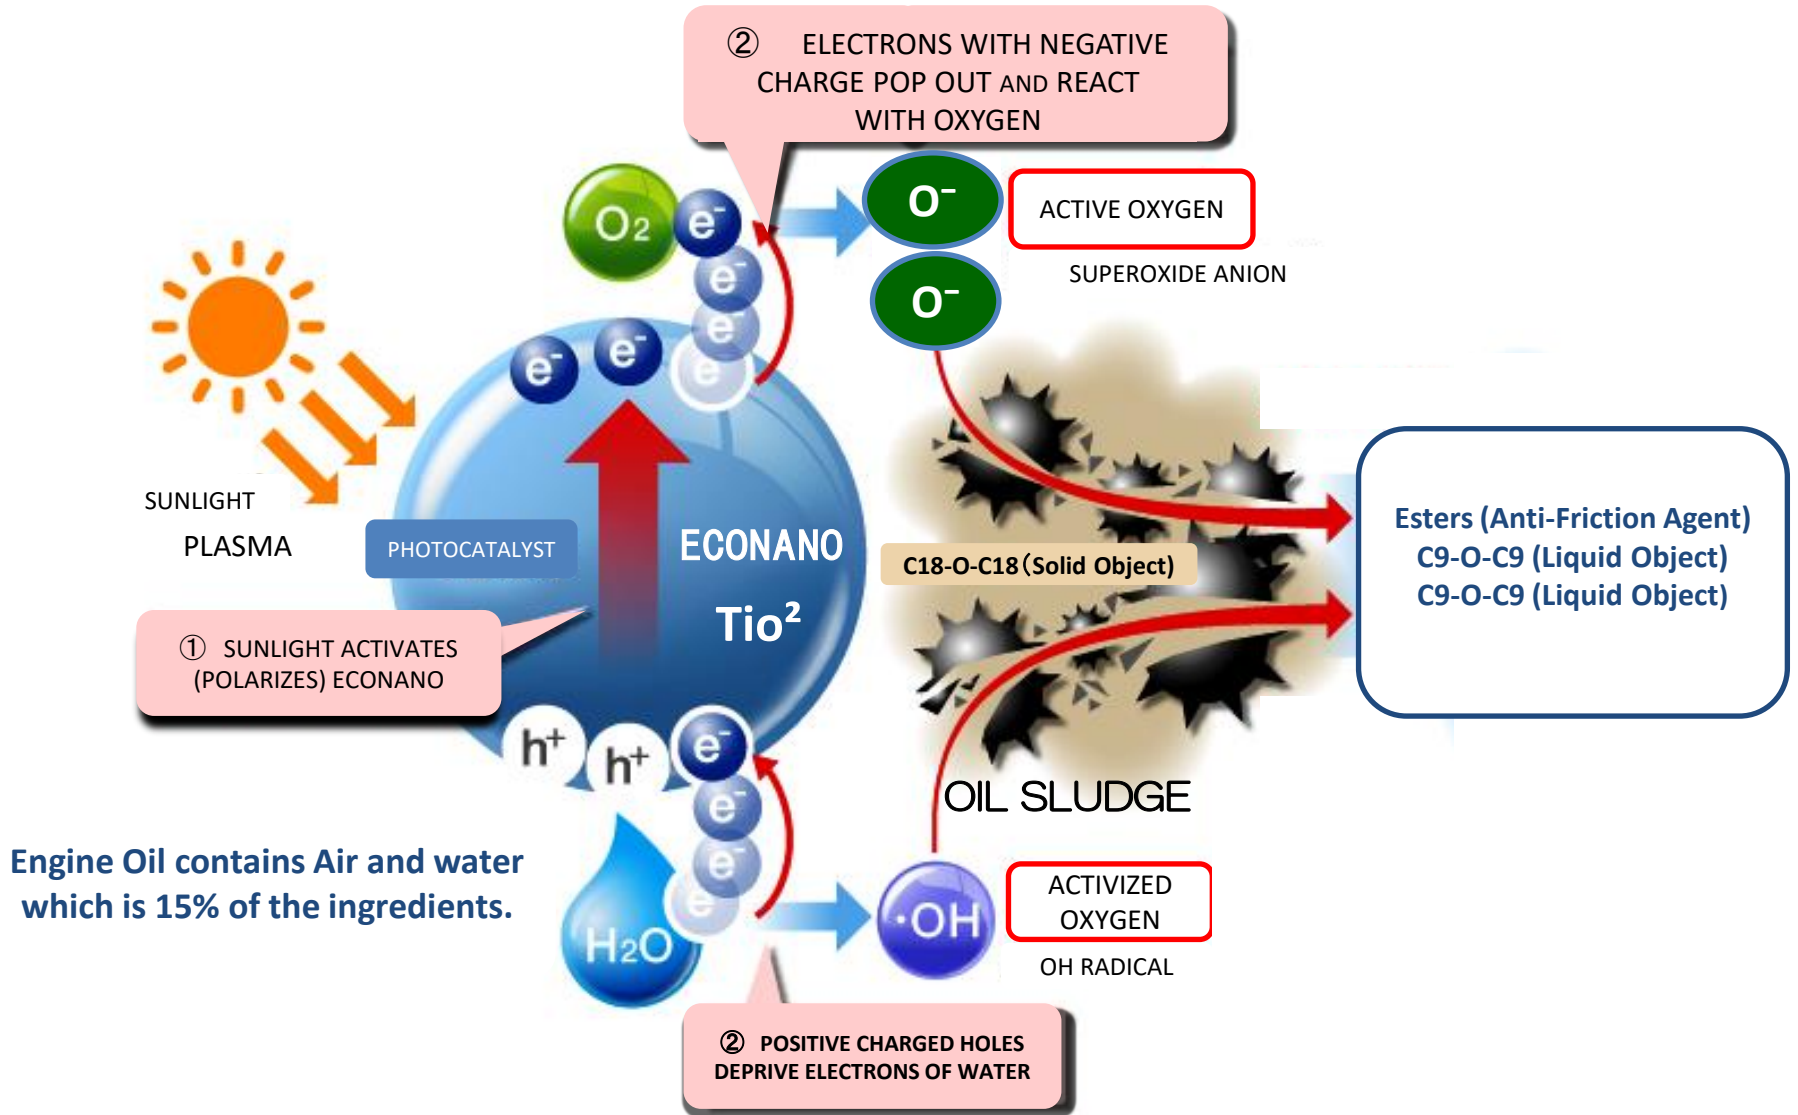 ② ELECTRONS WITH NEGATIVE
CHARGE POP OUT AND REACT
WITH OXYGEN
O2
e-
e-
e-
e-
e-
e-
O⁻
O⁻
ACTIVE OXYGEN
SUPEROXIDE ANION
SUNLIGHT
PLASMA
PHOTOCATALYST
ECONANO
Tio²
① SUNLIGHT ACTIVATES
(POLARIZES) ECONANO
C18-O-C18(Solid Object)
OIL SLUDGE
Esters (Anti-Friction Agent)
C9-O-C9 (Liquid Object)
C9-O-C9 (Liquid Object)
h+
h+
e-
e-
e-
e-
H2O
Engine Oil contains Air and water
which is 15% of the ingredients.
·OH
ACTIVIZED
OXYGEN
OH RADICAL
② POSITIVE CHARGED HOLES
DEPRIVE ELECTRONS OF WATER